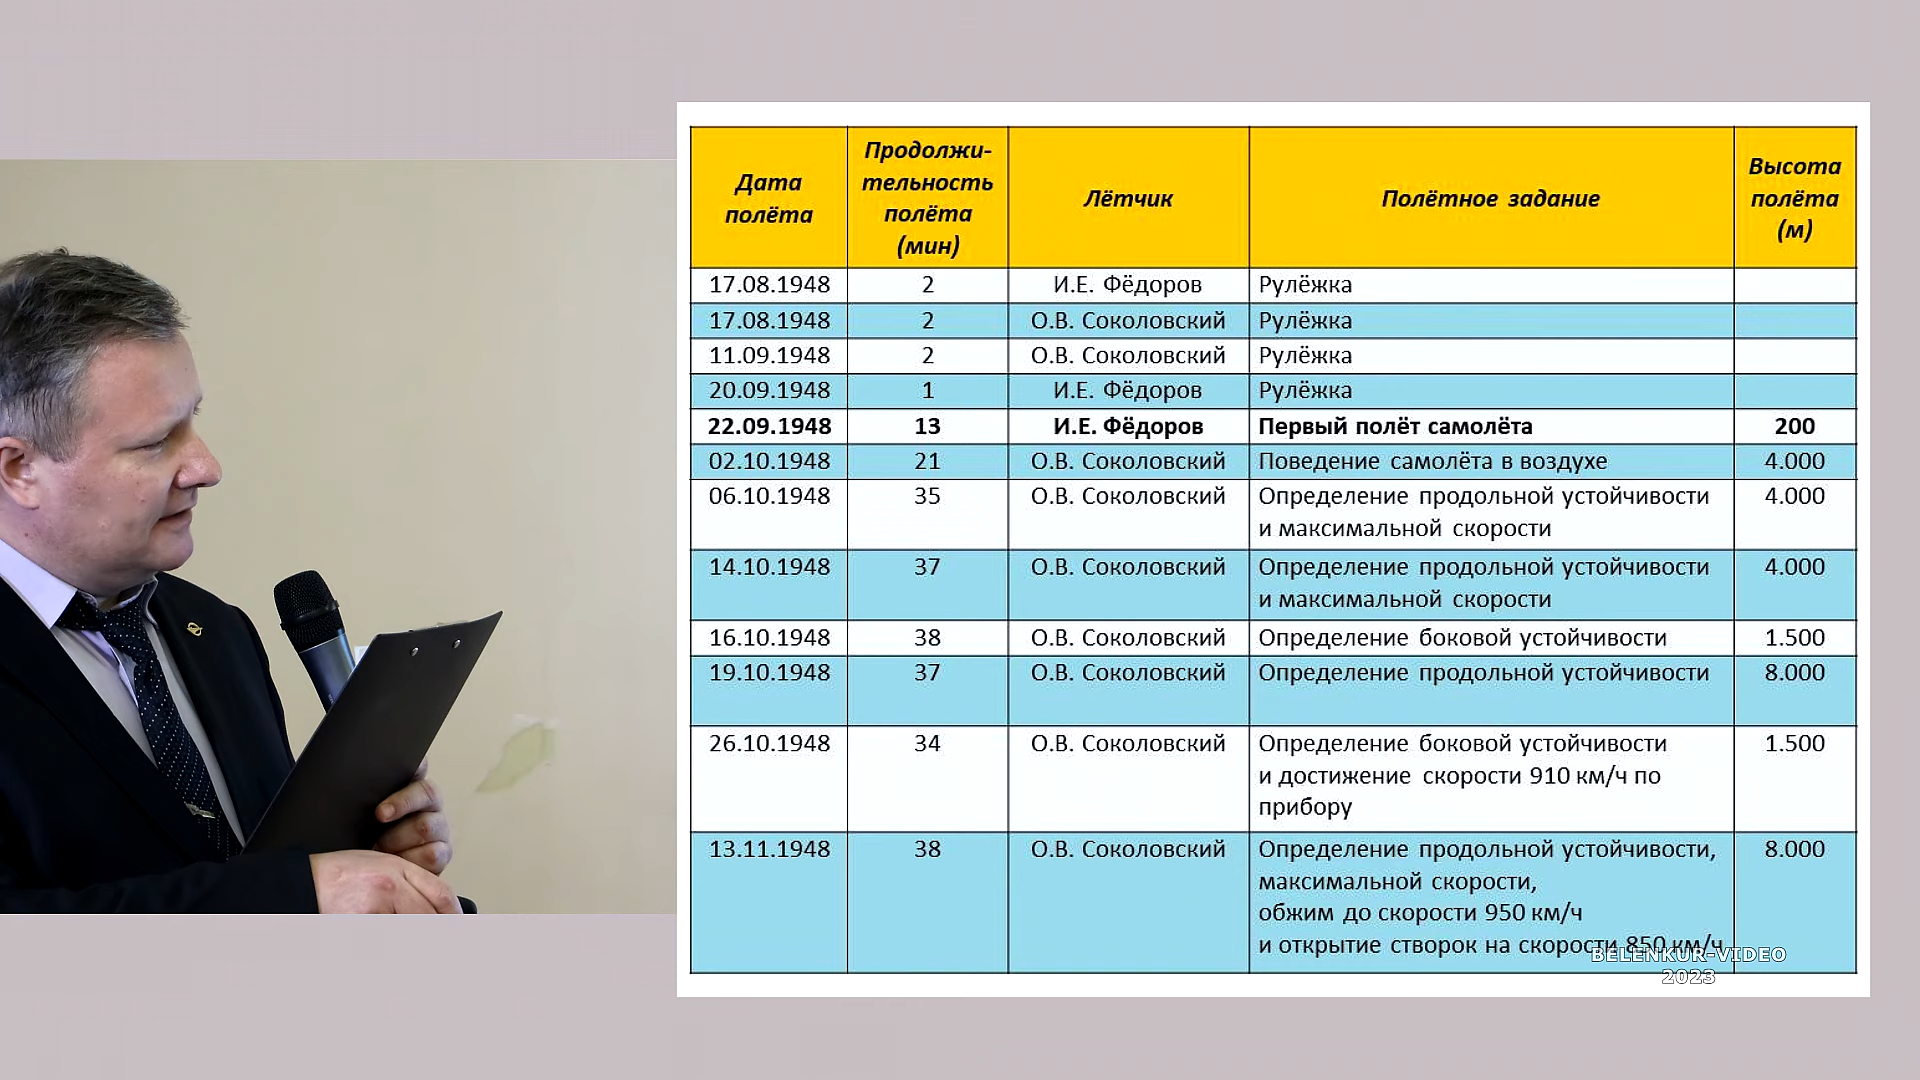 Дата полёта
Продолжи-
тельность
полёта
(мин)
Лётчик
Полётное задание
Высота
полёта
(м)
17.08.1948 2 И.Е. Фёдоров Рулёжка
17.08.1948 2 О.В. Соколовский Рулёжка
11.09.1948 2 О.В. Соколовский Рулёжка
20.09.1948 1 И.Е. Фёдоров Рулёжка
22.09.1948 13 И.Е. Фёдоров Первый полёт самолёта 200
02.10.1948 21 О.В. Соколовский Поведение самолёта в воздухе 4.000
06.10.1948 35 О.В. Соколовский Определение продольной устойчивости 4.000
и максимальной скорости
14.10.1948 37 О.В. Соколовский Определение продольной устойчивости 4.000
и максимальной скорости
16.10.1948 38 О.В. Соколовский Определение боковой устойчивости 1.500
19.10.1948 37 О.В. Соколовский Определение продольной устойчивости 8.000
26.10.1948 34 О.В. Соколовский Определение боковой устойчивости 1.500
и достижение скорости 910 км/ч по
прибору
13.11.1948 38 О.В. Соколовский Определение продольной устойчивости, 8.000
максимальной скорости,
обжим до скорости 950 км/ч
и открытие створок на скорости 850 км/ч
BELENKUR-VIDEO
2023